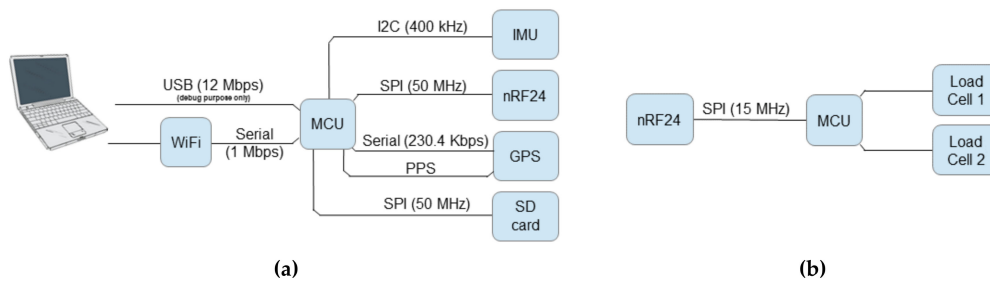 I2C (400 kHz)
IMU
USB (12 Mbps)
(debug purpose only)
SPI (50 MHz)
nRF24
MCU
WiFi
Serial
(1 Mbps)
Serial (230.4 Kbps)
GPS
PPS
SPI (50 MHz)
SD
card
(a)
nRF24
SPI (15 MHz)
MCU
Load
Cell 1
Load
Cell 2
(b)